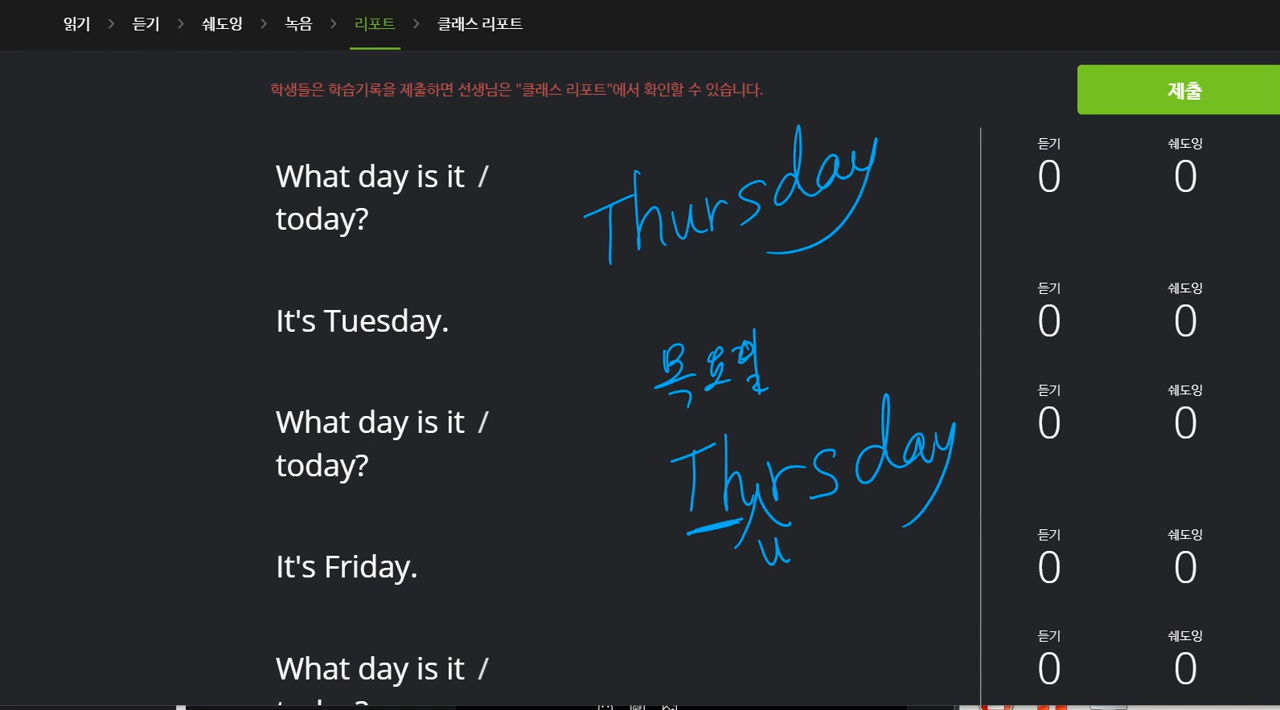 읽기 > 듣기 > 쉐도잉 > 녹음 > 리포트 > 클래스 리포트
학생들은 학습기록을 제출하면 선생님은 "클래스 리포트"에서 확인할 수 있습니다.
제출
What day is it /
today?
Thursday
듣기 쉐도잉
0 0
It's Tuesday.
듣기 쉐도잉
0 0
목요일
What day is it /
today?
듣기 쉐도잉
0 0
Thursday
u
It's Friday.
듣기 쉐도잉
0 0
What day is it /
듣기 쉐도잉
0 0